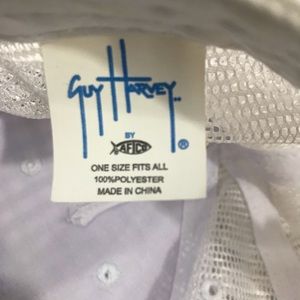 GUY HARVEY
BY
AFTCO
®
ONE SIZE FITS ALL
100%POLYESTER
MADE IN CHINA